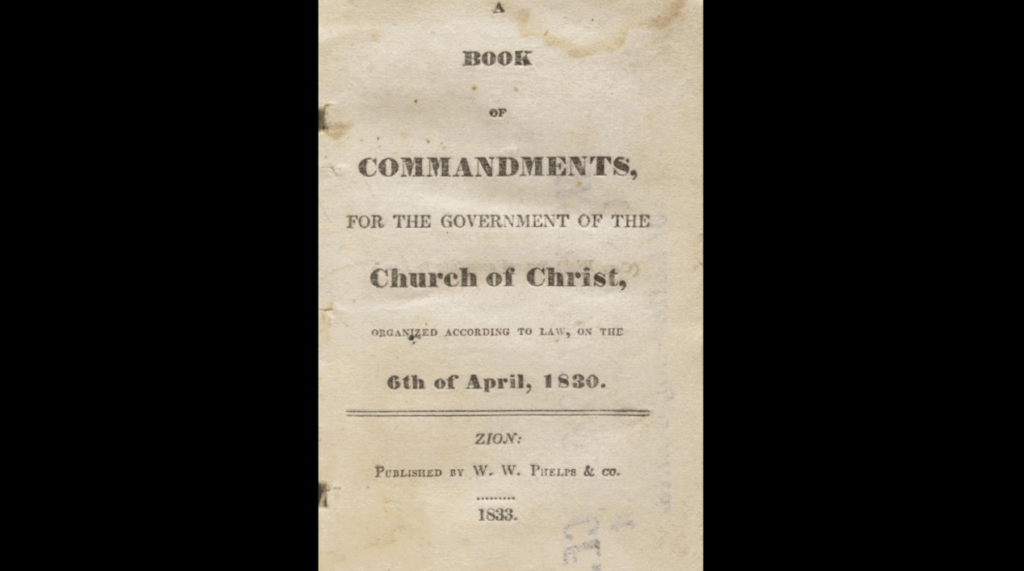 A
BOOK
OF
COMMANDMENTS,
FOR THE GOVERNMENT OF THE
Church of Christ,
ORGANIZED ACCORDING TO LAW, ON THE
6th of April, 1830.
ZION:
PUBLISHED BY W. W. PHELPS & CO.
.........
1833.